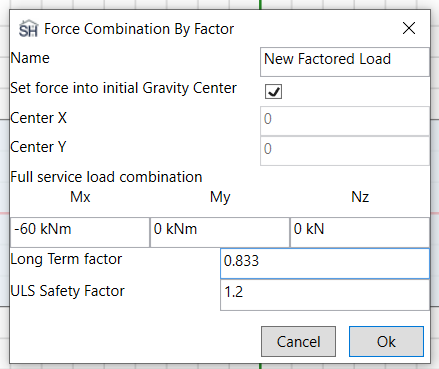 SH Force Combination By Factor
Name New Factored Load
Set force into initial Gravity Center
Center X 0
Center Y 0
Full service load combination
Mx My Nz
-60 kNm 0 kNm 0 kN
Long Term factor 0.833
ULS Safety Factor 1.2
Cancel Ok